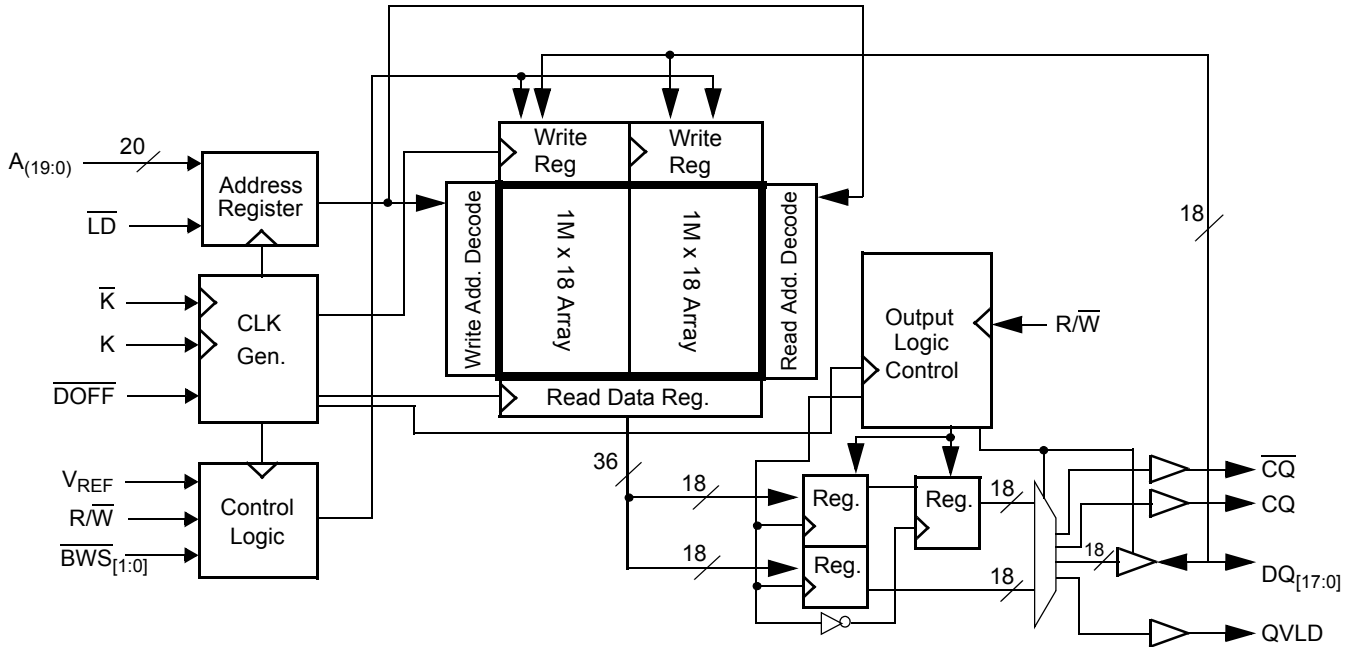 A(19:0)
20
LD
Address
Register
K
K
DOFF
CLK
Gen.
VREF
R/W
BWS[1:0]
Control
Logic
Write
Reg
Write
Reg
Write Add. Decode
1M x 18 Array
1M x 18 Array
Read Add. Decode
Read Data Reg.
Output
Logic
Control
R/W
18
36
18
18
Reg.
Reg.
Reg.
18
18
18
CQ
CQ
DQ[17:0]
QVLD